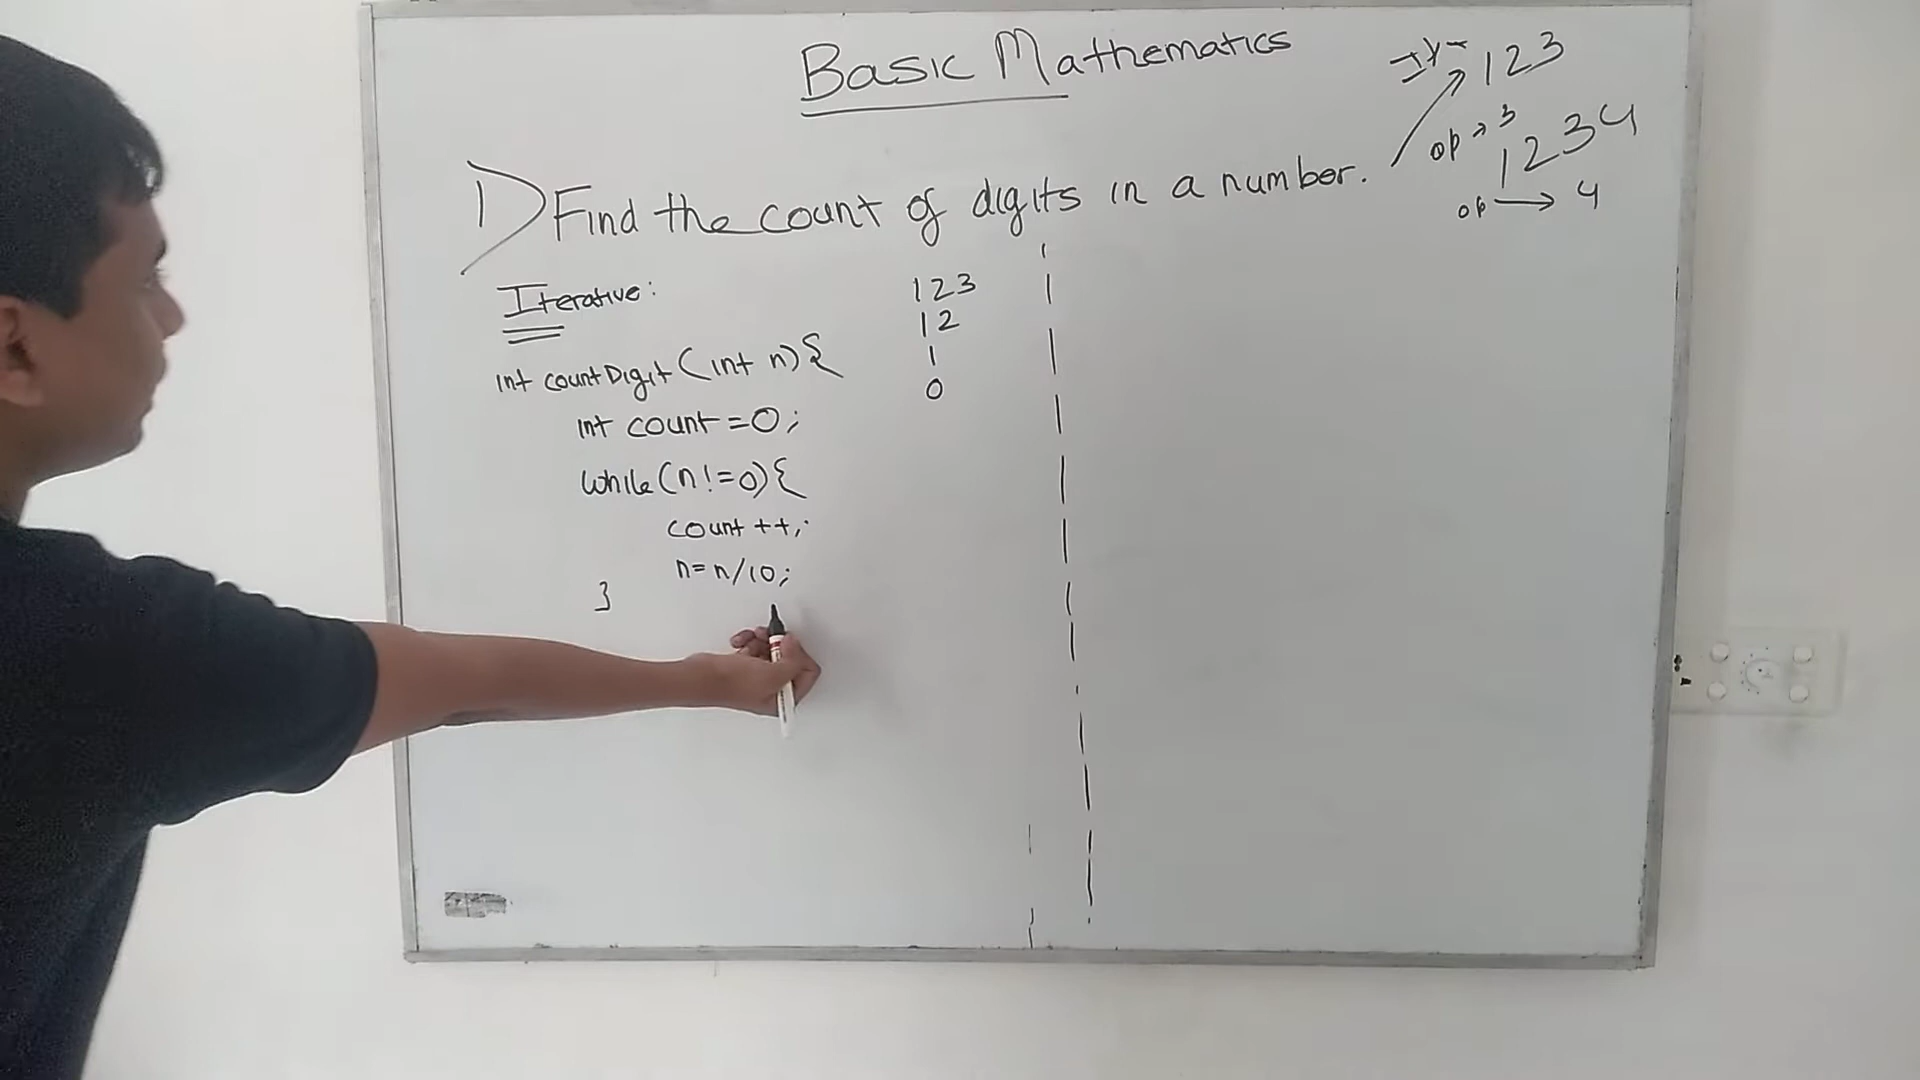 Basic Mathematics
I/P → 123
op → 3
1234
op → 4
1) Find the count of digits in a number.
Iterative:
123
12
1
0
int countDigit (int n) {
int count = 0;
while (n != 0) {
count ++;
n = n/10;
}